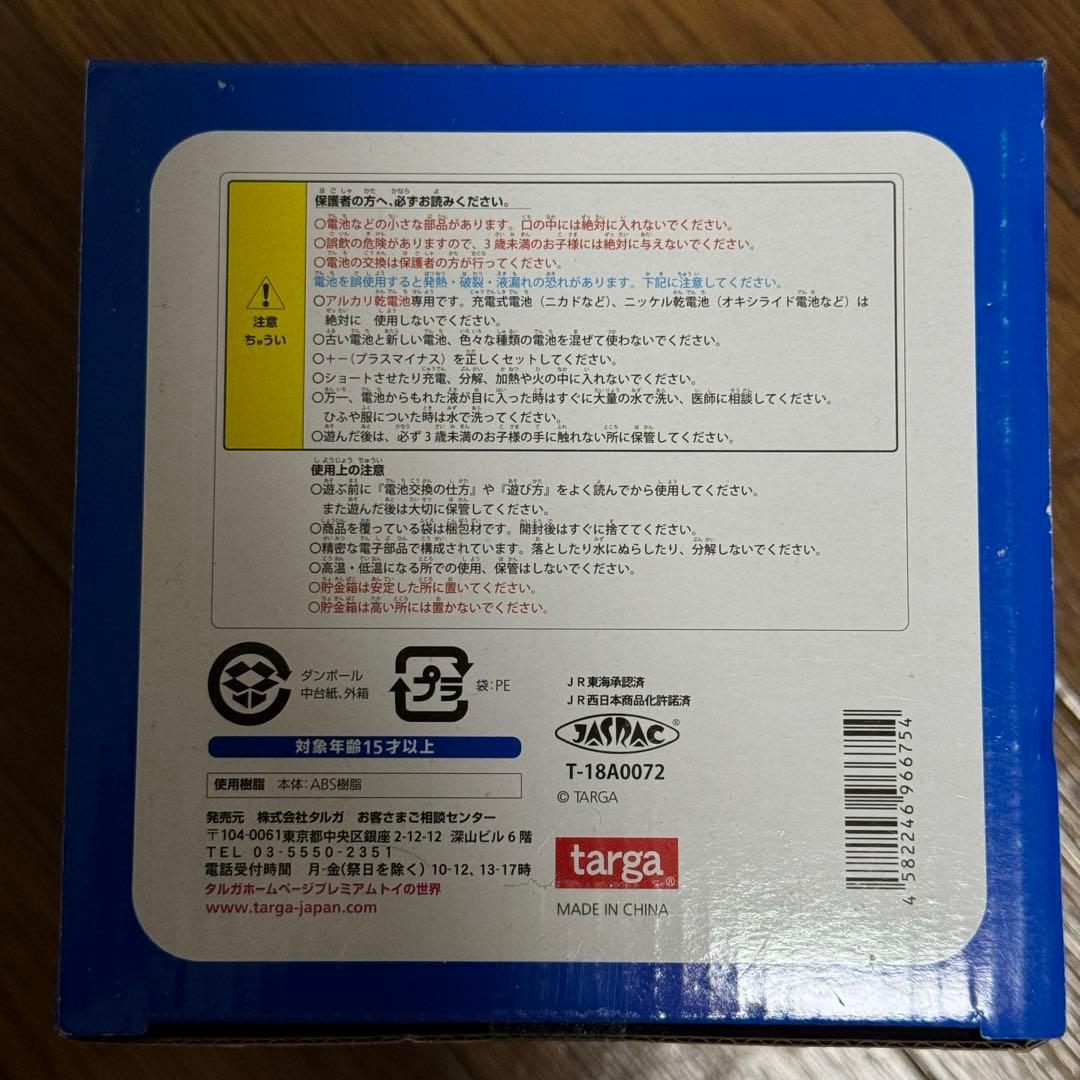 保護者の方へ、必ずお読みください。
○電池などの小さな部品があります。口の中には絶対に入れないでください。
○誤飲の危険がありますので、3歳未満のお子様には絶対に与えないでください。
○電池の交換は保護者の方が行ってください。
電池を誤使用すると発熱・破裂・液漏れの恐れがあります。下記に注意してください。
○アルカリ乾電池専用です。充電式電池（ニカドなど）、ニッケル乾電池（オキシライド電池など）は
絶対に 使用しないでください。
○古い電池と新しい電池、色々な種類の電池を混ぜて使わないでください。
○＋－（プラスマイナス）を正しくセットしてください。
○ショートさせたり充電、分解、加熱や火の中に入れないでください。
○万一、電池からもれた液が目に入った時はすぐに大量の水で洗い、医師に相談してください。
ひふや服についた時は水で洗ってください。
○遊んだ後は、必ず3歳未満のお子様の手に触れない所に保管してください。
注意
ちゅうい
使用上の注意
○遊ぶ前に『電池交換の仕方』や『遊び方』をよく読んでから使用してください。
また遊んだ後は大切に保管してください。
○商品を覆っている袋は梱包材です。開封後はすぐに捨ててください。
○精密な電子部品で構成されています。落としたり水にぬらしたり、分解しないでください。
○高温・低温になる所での使用、保管はしないでください。
○貯金箱は安定した所に置いてください。
○貯金箱は高い所には置かないでください。
ダンボール
中台紙、外箱
プラ
袋：PE
対象年齢15才以上
使用樹脂 本体：ABS樹脂
発売元 株式会社タルガ お客さまご相談センター
〒104-0061東京都中央区銀座2-12-12 深山ビル6階
TEL 03-5550-2351
電話受付時間 月-金（祭日を除く）10-12、13-17時
タルガホームページプレミアムトイの世界
www.targa-japan.com
JR東海承認済
JR西日本商品化許諾済
JASRAC®
T-18A0072
© TARGA
targa®
MADE IN CHINA
4 582246 966754